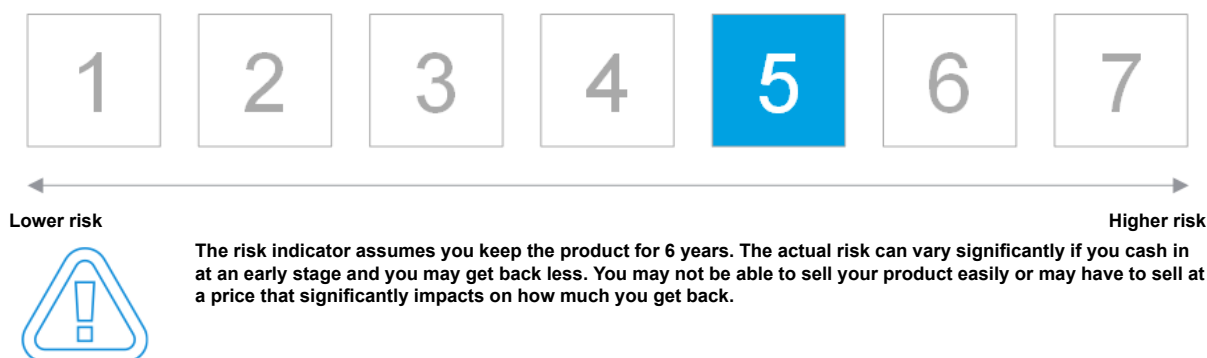 1 2 3 4 5 6 7
Lower risk Higher risk
The risk indicator assumes you keep the product for 6 years. The actual risk can vary significantly if you cash in
at an early stage and you may get back less. You may not be able to sell your product easily or may have to sell at
a price that significantly impacts on how much you get back.